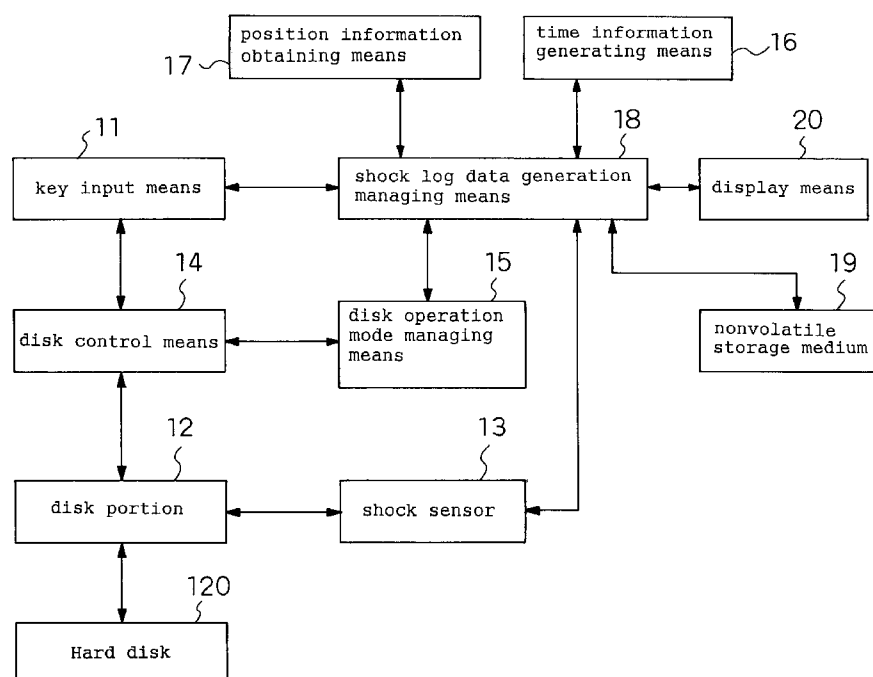 position information
obtaining means
17
time information
generating means
16
11
key input means
18
shock log data generation
managing means
20
display means
14
disk control means
15
disk operation
mode managing
means
19
nonvolatile
storage medium
12
disk portion
13
shock sensor
120
Hard disk